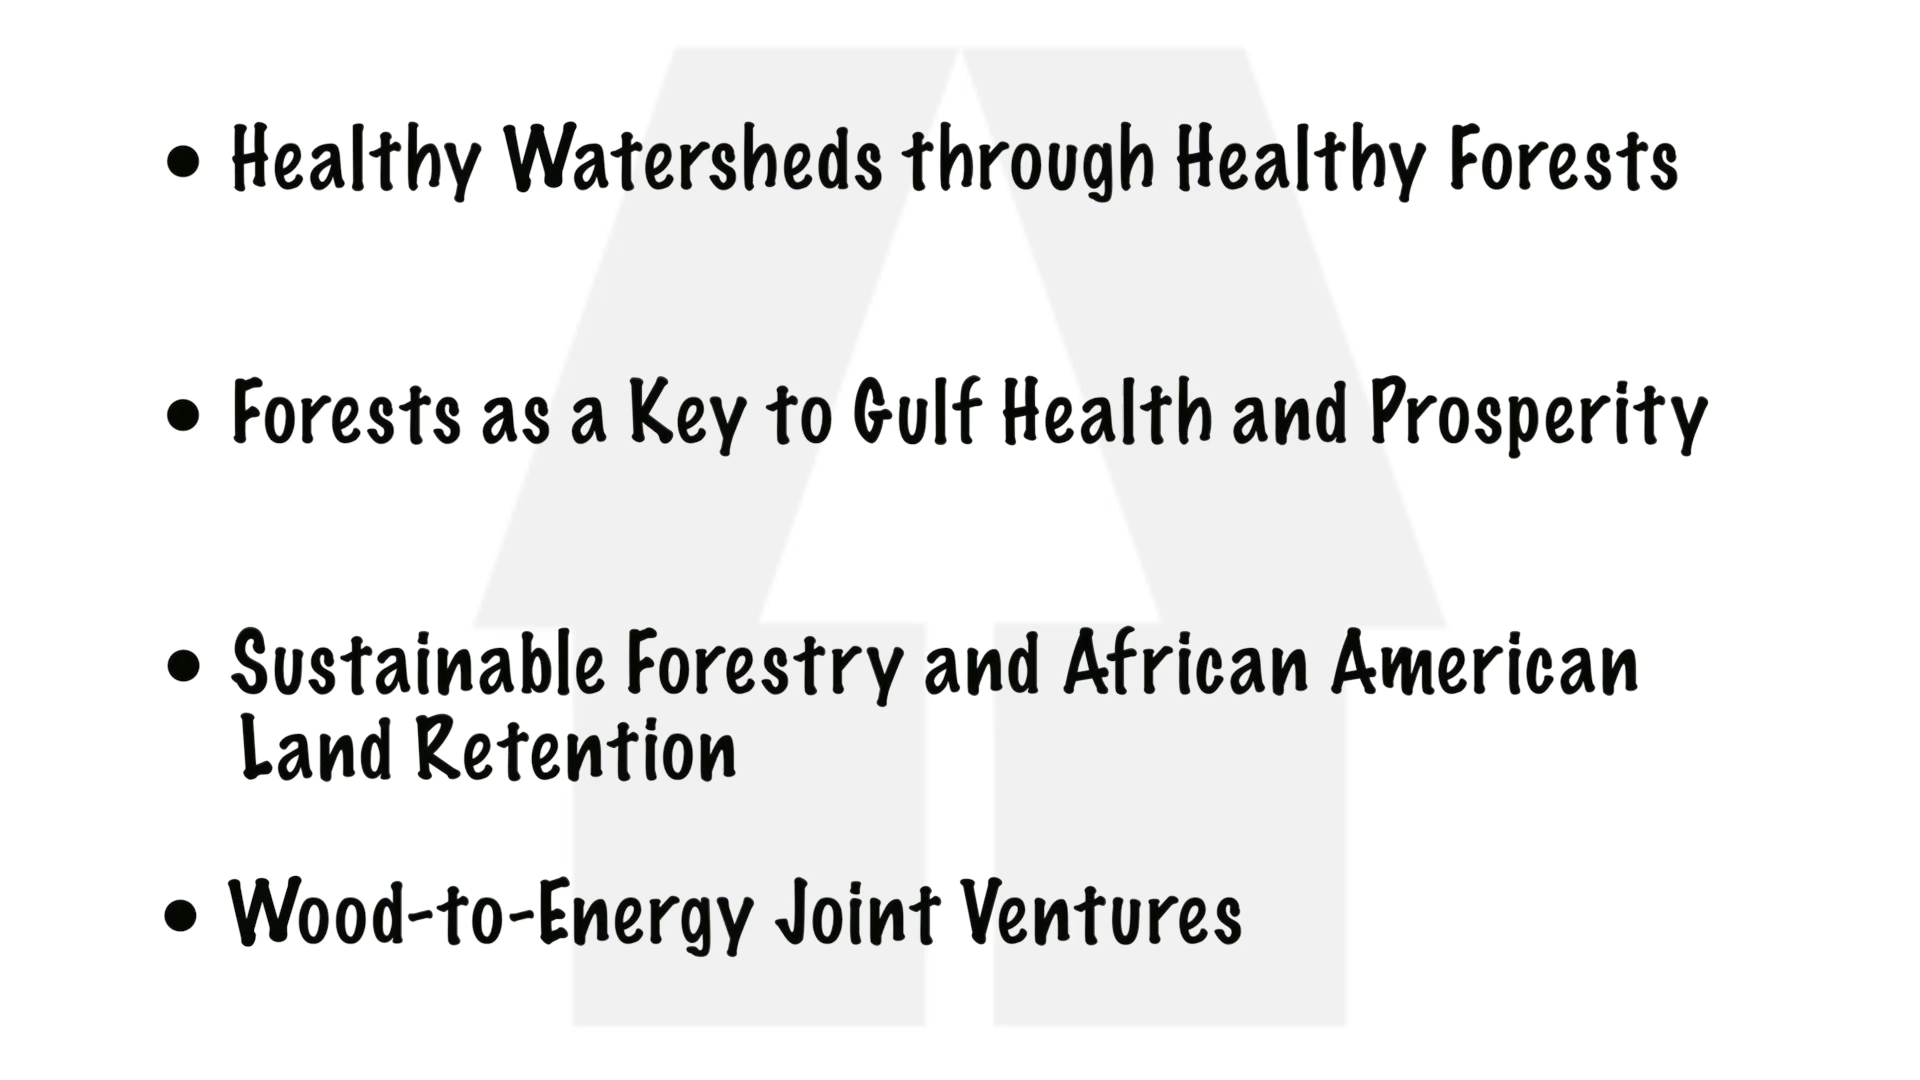 • Healthy Watersheds through Healthy Forests
• Forests as a Key to Gulf Health and Prosperity
• Sustainable Forestry and African American
Land Retention
• Wood-to-Energy Joint Ventures